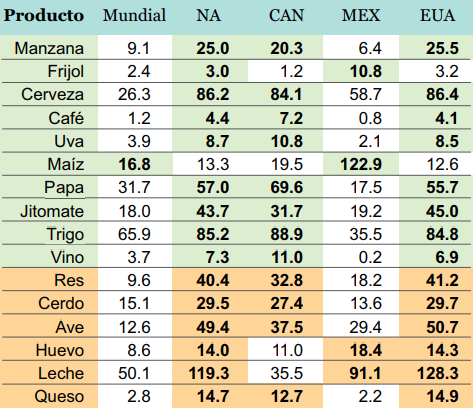 Producto Mundial NA CAN MEX EUA
Manzana 9.1 25.0 20.3 6.4 25.5
Frijol 2.4 3.0 1.2 10.8 3.2
Cerveza 26.3 86.2 84.1 58.7 86.4
Café 1.2 4.4 7.2 0.8 4.1
Uva 3.9 8.7 10.8 2.1 8.5
Maíz 16.8 13.3 19.5 122.9 12.6
Papa 31.7 57.0 69.6 17.5 55.7
Jitomate 18.0 43.7 31.7 19.2 45.0
Trigo 65.9 85.2 88.9 35.5 84.8
Vino 3.7 7.3 11.0 0.2 6.9
Res 9.6 40.4 32.8 18.2 41.2
Cerdo 15.1 29.5 27.4 13.6 29.7
Ave 12.6 49.4 37.5 29.4 50.7
Huevo 8.6 14.0 11.0 18.4 14.3
Leche 50.1 119.3 35.5 91.1 128.3
Queso 2.8 14.7 12.7 2.2 14.9